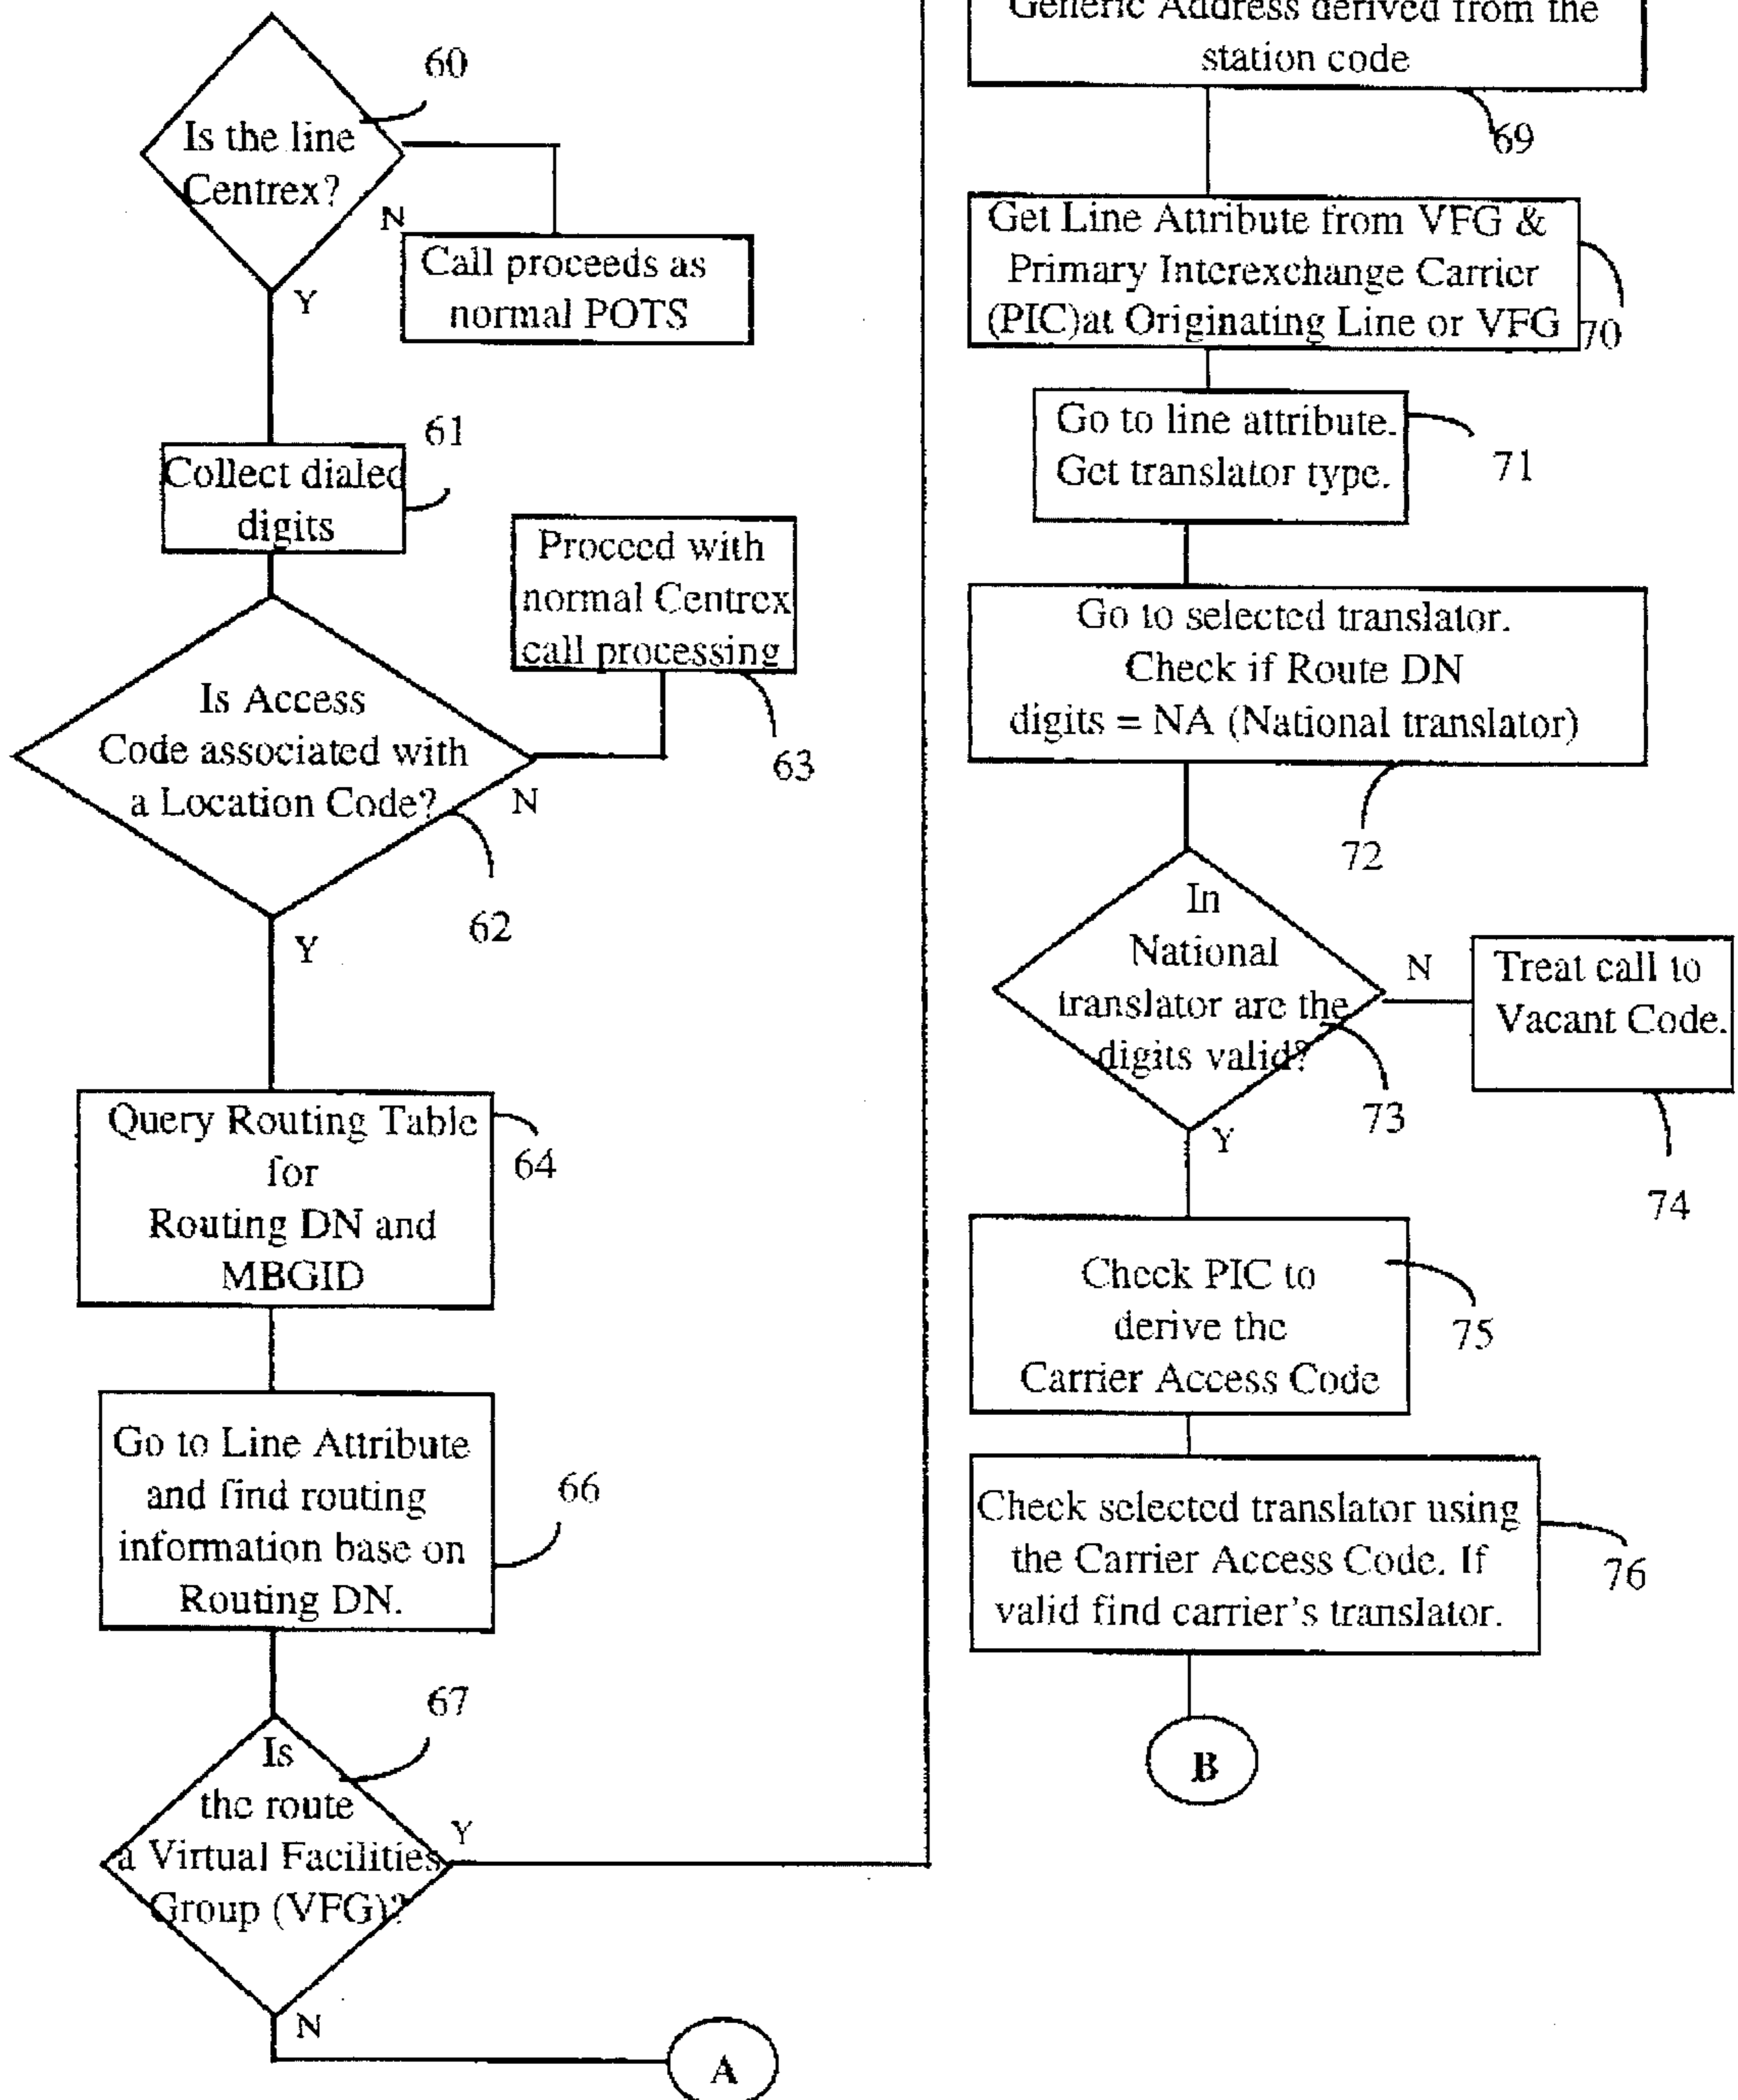 60
Is the line
Centrex?
N
Call proceeds as
normal POTS
Y
61
Collect dialed
digits
Proceed with
normal Centrex
call processing
63
Is Access
Code associated with
a Location Code?
N
62
Y
Query Routing Table
for
Routing DN and
MBGID
64
Go to Line Attribute
and find routing
information base on
Routing DN.
66
67
Is
the route
a Virtual Facilities
Group (VFG)?
Y
N
A
Generic Address derived from the
station code
69
Get Line Attribute from VFG &
Primary Interexchange Carrier
(PIC)at Originating Line or VFG
70
Go to line attribute.
Get translator type.
71
Go to selected translator.
Check if Route DN
digits = NA (National translator)
72
In
National
translator are the
digits valid?
N
73
Y
Treat call to
Vacant Code.
74
Check PIC to
derive the
Carrier Access Code
75
Check selected translator using
the Carrier Access Code. If
valid find carrier's translator.
76
B